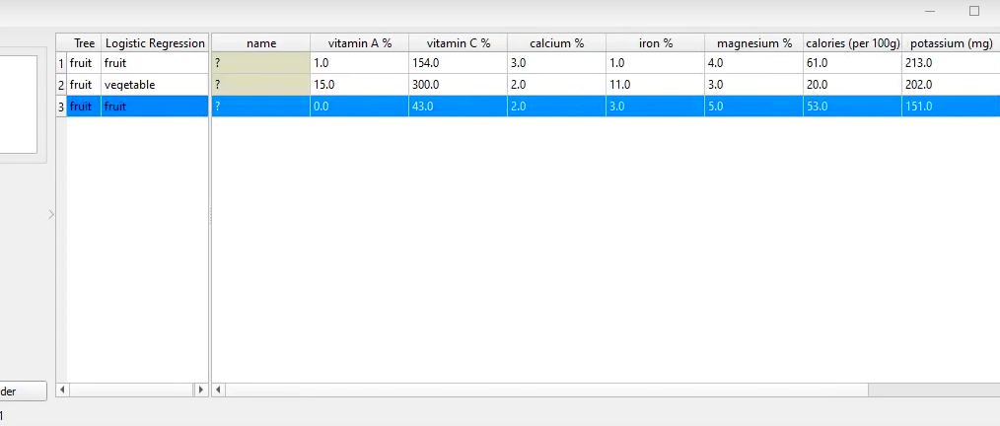 Tree Logistic Regression name vitamin A % vitamin C % calcium % iron % magnesium % calories (per 100g) potassium (mg)
1 fruit fruit ? 1.0 154.0 3.0 1.0 4.0 61.0 213.0
2 fruit vegetable ? 15.0 300.0 2.0 11.0 3.0 20.0 202.0
3 fruit fruit ? 0.0 43.0 2.0 3.0 5.0 53.0 151.0
der
1